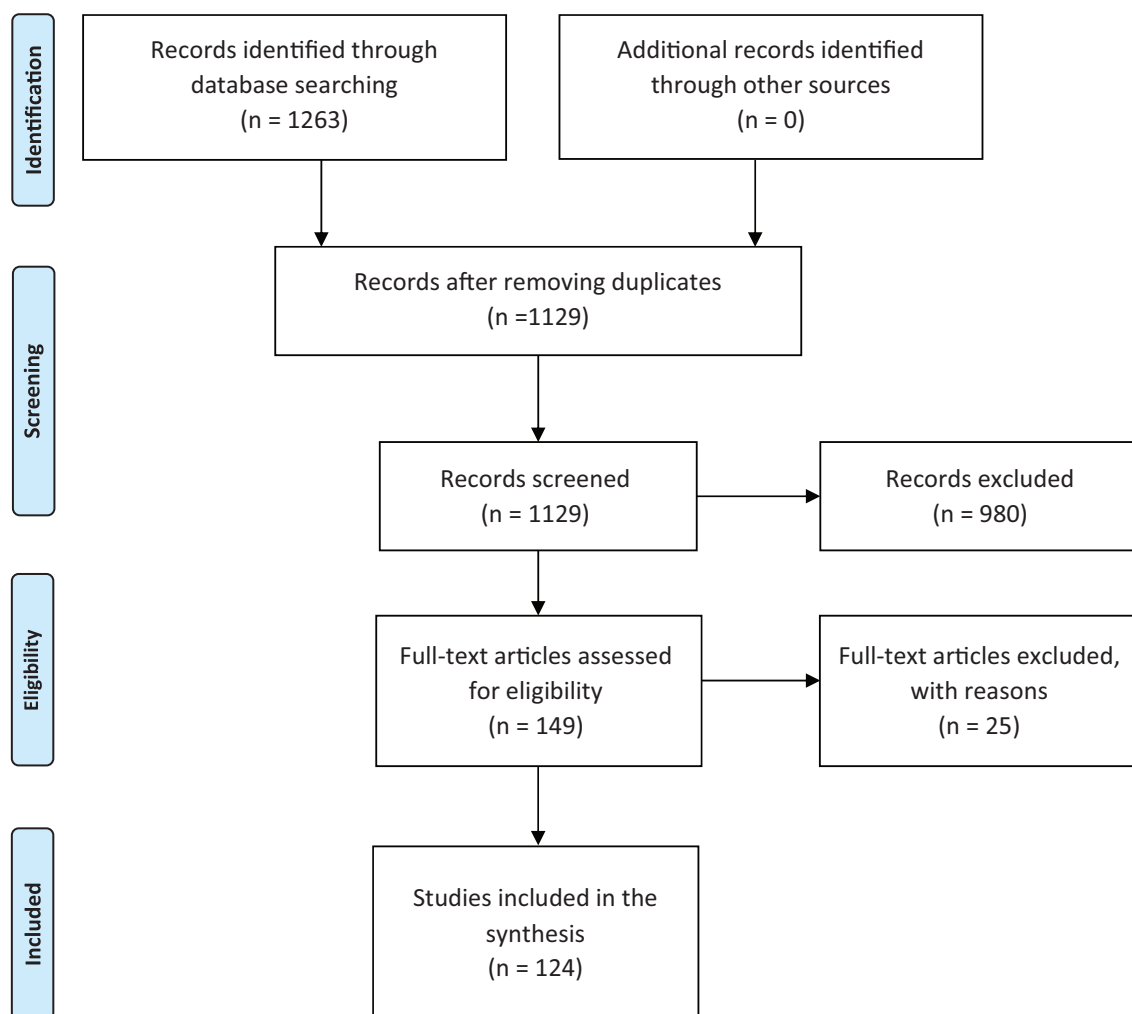 Identification
Records identified through
database searching
(n = 1263)
Additional records identified
through other sources
(n = 0)
Screening
Records after removing duplicates
(n =1129)
Records screened
(n = 1129)
Records excluded
(n = 980)
Eligibility
Full-text articles assessed
for eligibility
(n = 149)
Full-text articles excluded,
with reasons
(n = 25)
Included
Studies included in the
synthesis
(n = 124)